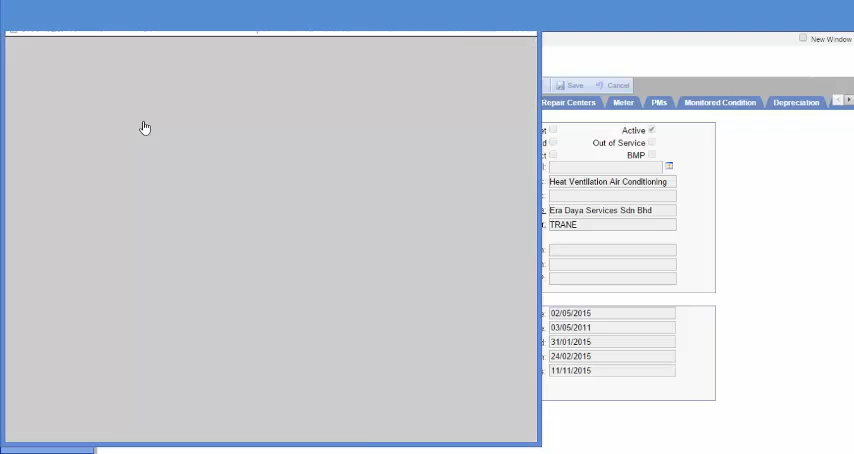 New Window
Save Cancel
Repair Centers Meter PMs Monitored Condition Depreciation
Active
Out of Service
BMP
Heat Ventilation Air Conditioning
Era Daya Services Sdn Bhd
TRANE
02/05/2015
03/05/2011
31/01/2015
24/02/2015
11/11/2015